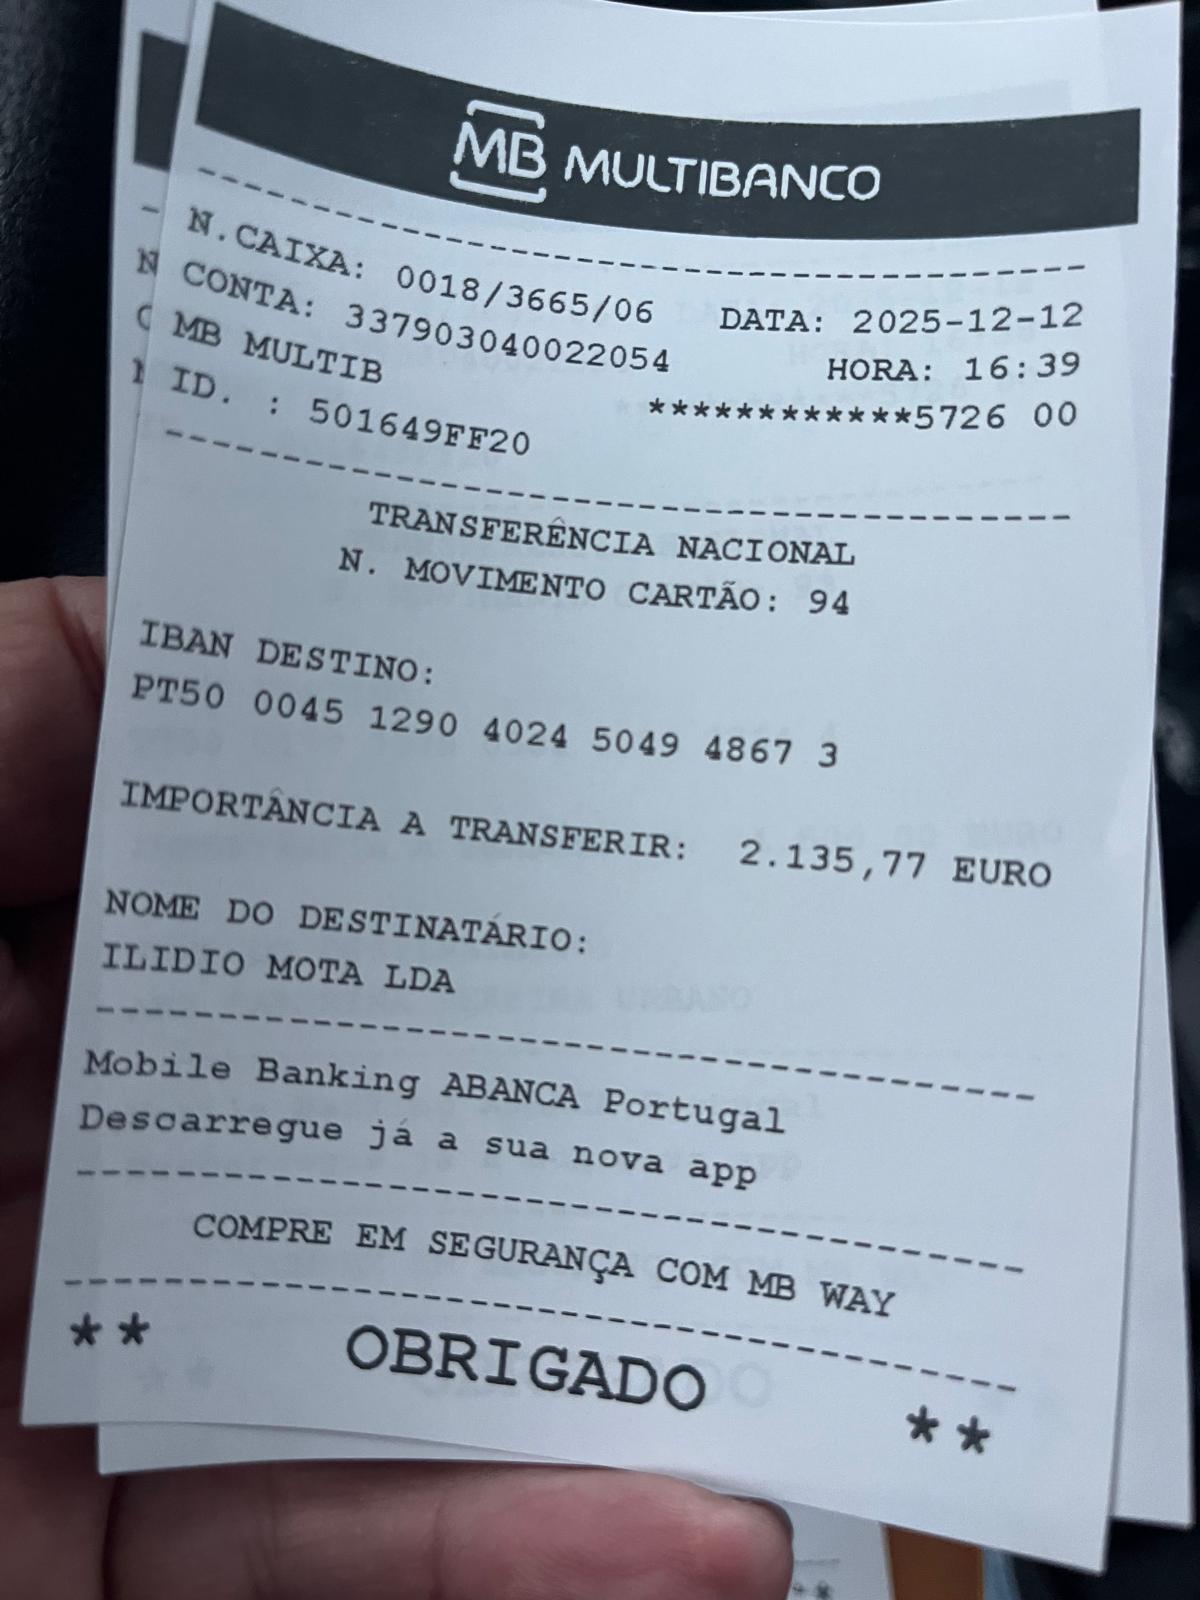 MB MULTIBANCO
N.CAIXA: 0018/3665/06 DATA: 2025-12-12
CONTA: 337903040022054 HORA: 16:39
MB MULTIB ************5726 00
ID. : 501649FF20
TRANSFERÊNCIA NACIONAL
N. MOVIMENTO CARTÃO: 94
IBAN DESTINO:
PT50 0045 1290 4024 5049 4867 3
IMPORTÂNCIA A TRANSFERIR: 2.135,77 EURO
NOME DO DESTINATÁRIO:
ILIDIO MOTA LDA
Mobile Banking ABANCA Portugal
Descarregue já a sua nova app
COMPRE EM SEGURANÇA COM MB WAY
** OBRIGADO **